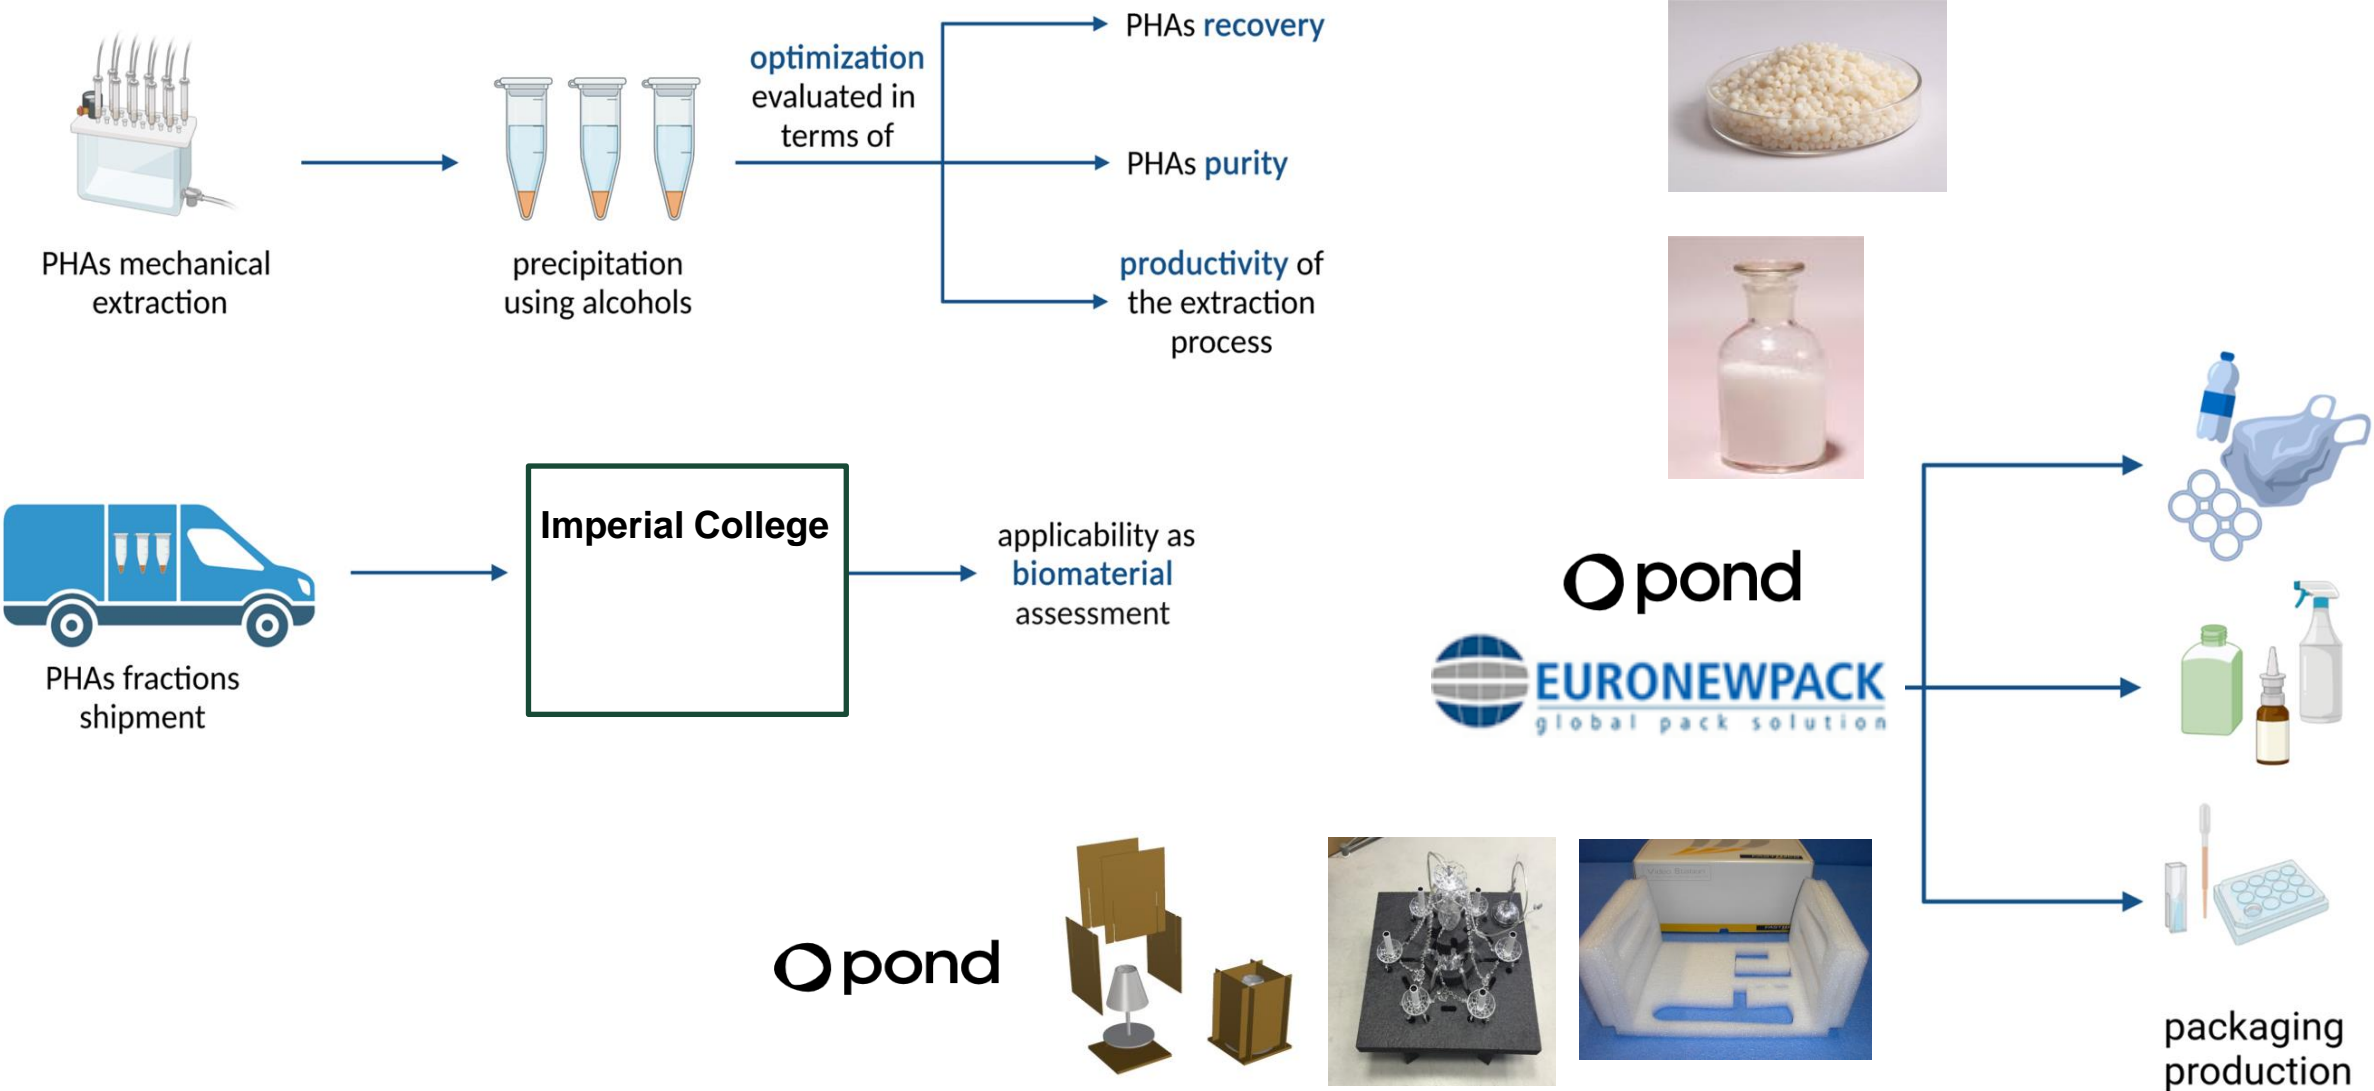 PHAs mechanical
extraction
precipitation
using alcohols
optimization
evaluated in
terms of
PHAs recovery
PHAs purity
productivity of
the extraction
process
PHAs fractions
shipment
Imperial College
applicability as
biomaterial
assessment
pond
EURONEWPACK
global pack solution
pond
packaging
production